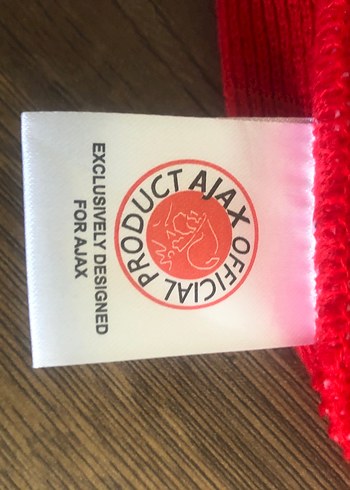 AJAX OFFICIAL PRODUCT
EXCLUSIVELY DESIGNED
FOR AJAX